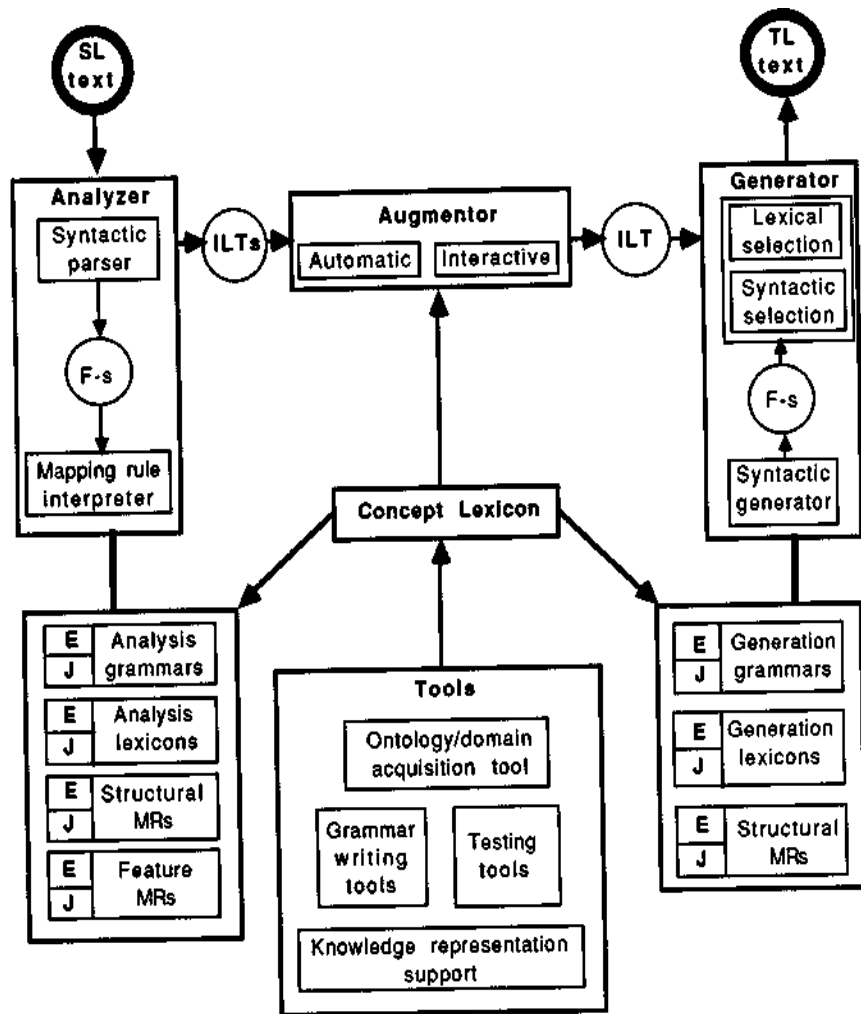 SL
text
TL
text
Analyzer
Syntactic
parser
F-s
Mapping rule
interpreter
ILTs
Augmentor
Automatic
Interactive
ILT
Generator
Lexical
selection
Syntactic
selection
F-s
Syntactic
generator
Concept Lexicon
E
J
Analysis
grammars
E
J
Analysis
lexicons
E
J
Structural
MRs
E
J
Feature
MRs
Tools
Ontology/domain
acquisition tool
Grammar
writing
tools
Testing
tools
Knowledge representation
support
E
J
Generation
grammars
E
J
Generation
lexicons
E
J
Structural
MRs